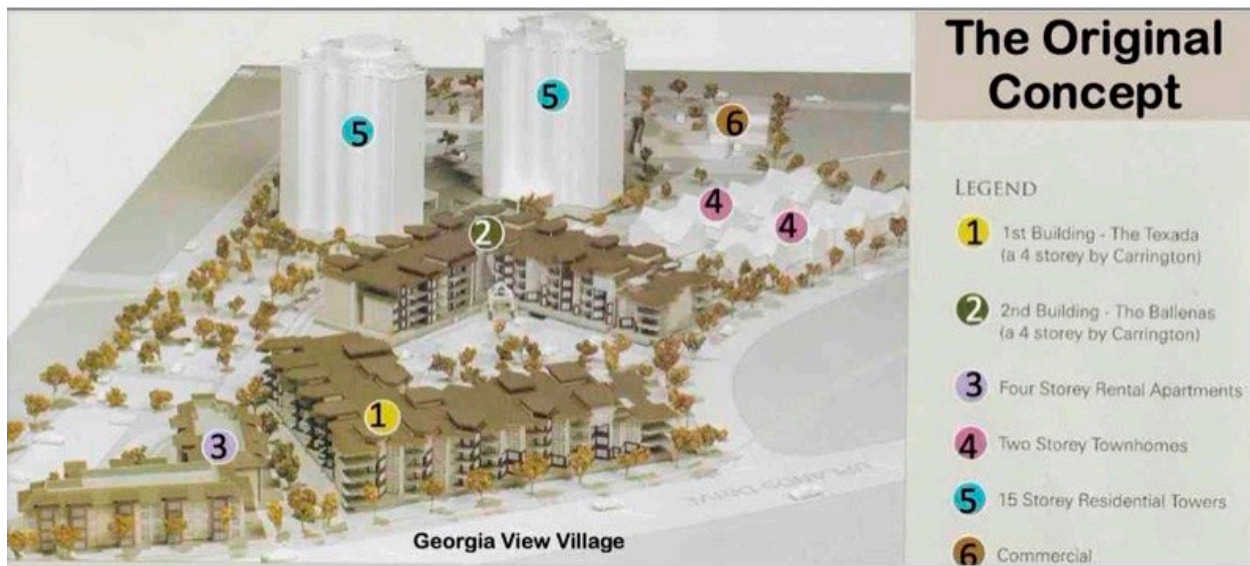 The Original
Concept
LEGEND
1 1st Building - The Texada
(a 4 storey by Carrington)
2 2nd Building - The Ballenas
(a 4 storey by Carrington)
3 Four Storey Rental Apartments
4 Two Storey Townhomes
5 15 Storey Residential Towers
6 Commercial
5
5
6
4
4
2
1
3
UPLANDS DRIVE
Georgia View Village